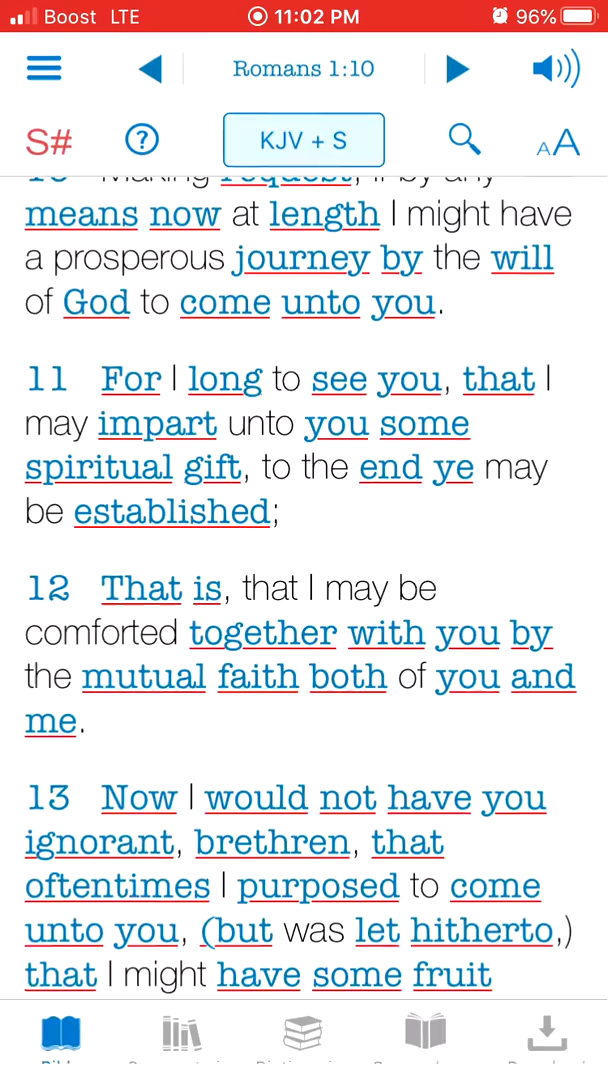 Boost LTE 11:02 PM 96%
Romans 1:10
S# ? KJV + S AA
means now at length I might have
a prosperous journey by the will
of God to come unto you.
11 For I long to see you, that I
may impart unto you some
spiritual gift, to the end ye may
be established;
12 That is, that I may be
comforted together with you by
the mutual faith both of you and
me.
13 Now I would not have you
ignorant, brethren, that
oftentimes I purposed to come
unto you, (but was let hitherto,)
that I might have some fruit